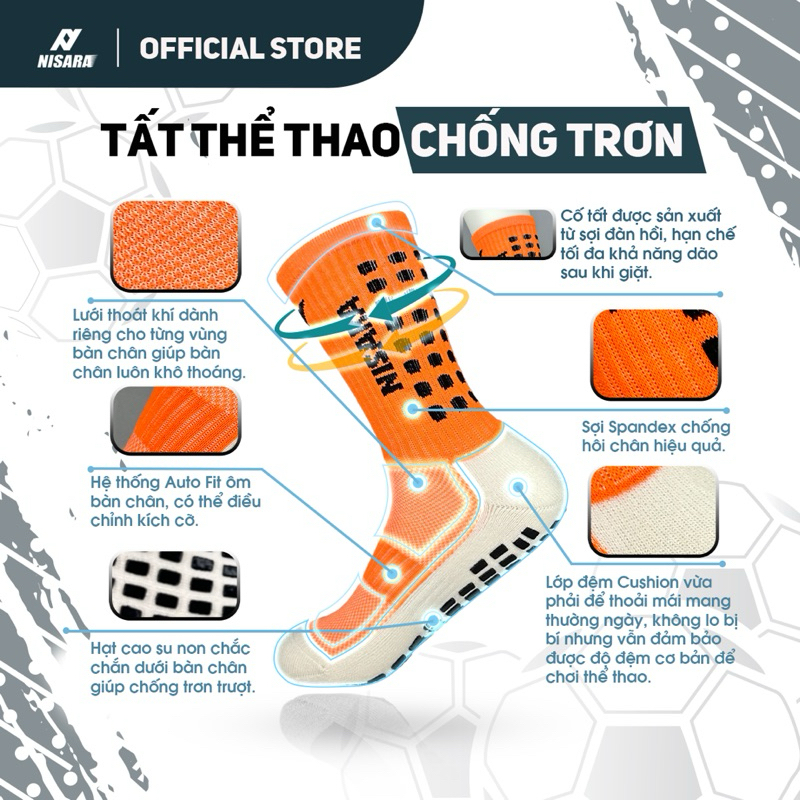 NISARA
OFFICIAL STORE
TẤT THỂ THAO CHỐNG TRƠN
Lưới thoát khí dành
riêng cho từng vùng
bàn chân giúp bàn
chân luôn khô thoáng.
Hệ thống Auto Fit ôm
bàn chân, có thể điều
chỉnh kích cỡ.
Hạt cao su non chắc
chắn dưới bàn chân
giúp chống trơn trượt.
NISARA
Cổ tất được sản xuất
từ sợi đàn hồi, hạn chế
tối đa khả năng dão
sau khi giặt.
Sợi Spandex chống
hôi chân hiệu quả.
Lớp đệm Cushion vừa
phải để thoải mái mang
thường ngày, không lo bị
bí nhưng vẫn đảm bảo
được độ đệm cơ bản để
chơi thể thao.